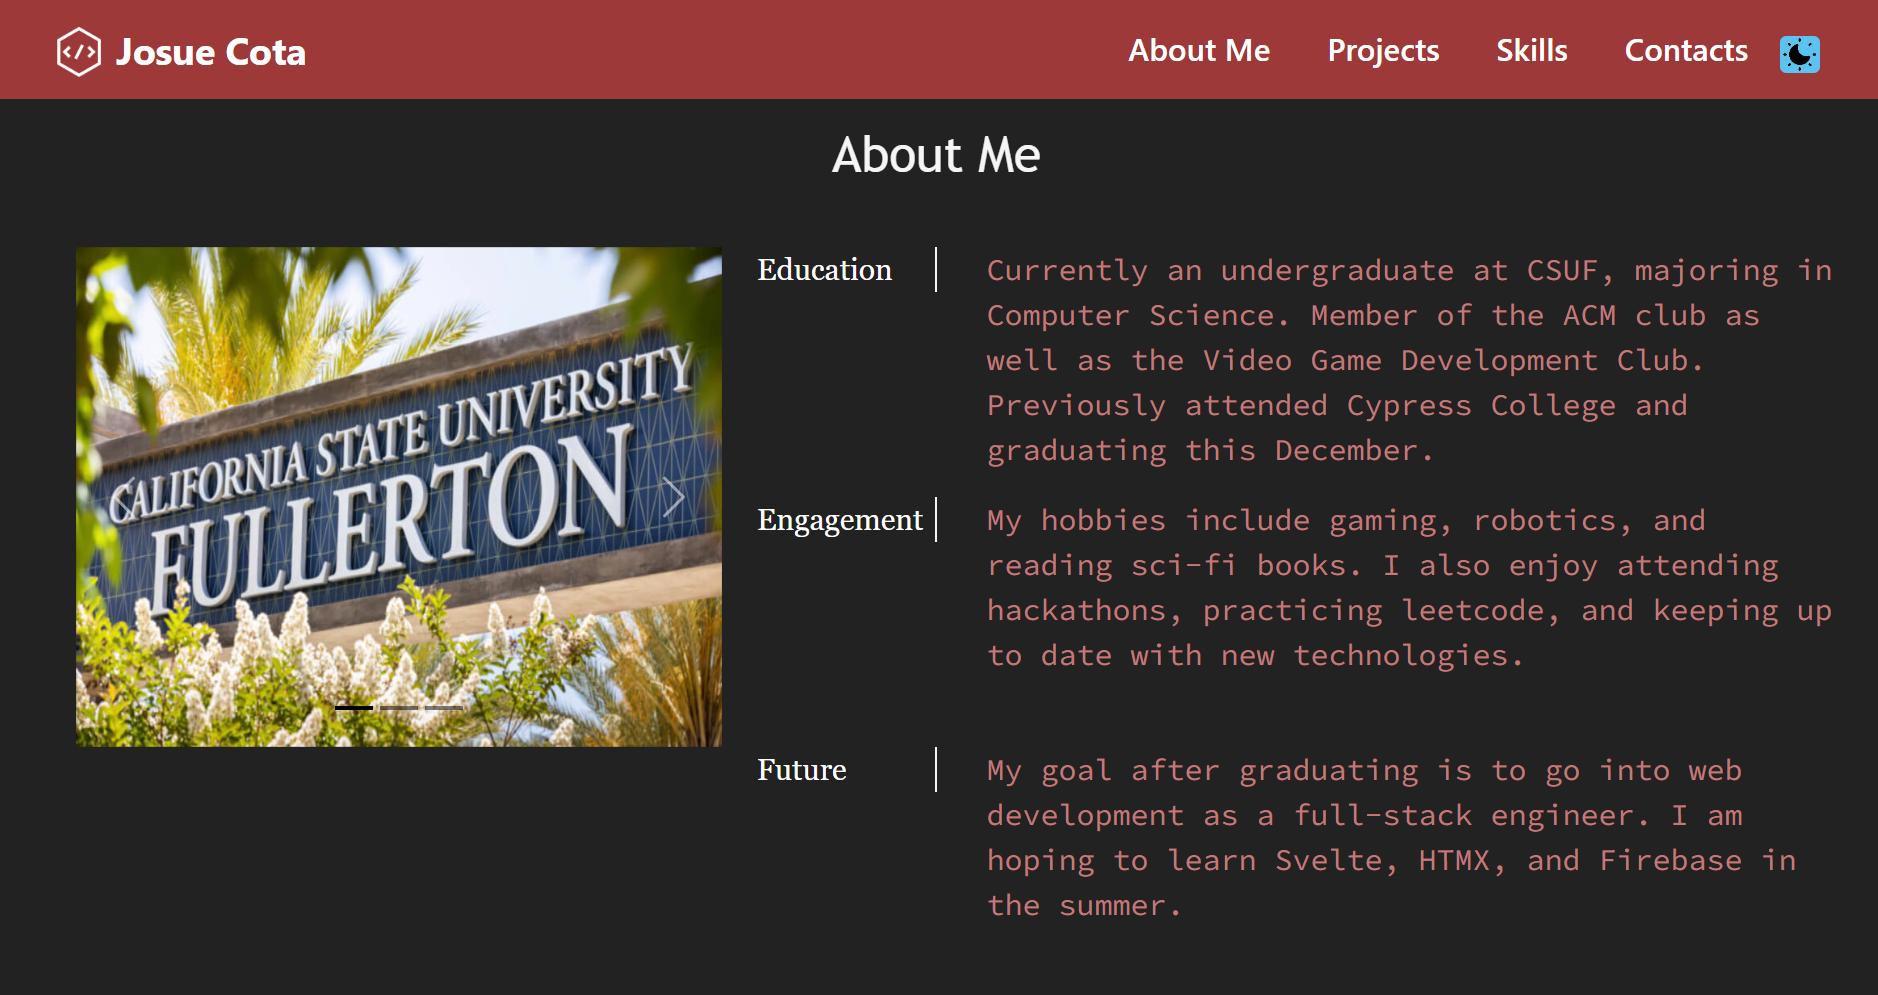 </> Josue Cota
About Me Projects Skills Contacts
About Me
CALIFORNIA STATE UNIVERSITY
FULLERTON
Education
Currently an undergraduate at CSUF, majoring in
Computer Science. Member of the ACM club as
well as the Video Game Development Club.
Previously attended Cypress College and
graduating this December.
Engagement
My hobbies include gaming, robotics, and
reading sci-fi books. I also enjoy attending
hackathons, practicing leetcode, and keeping up
to date with new technologies.
Future
My goal after graduating is to go into web
development as a full-stack engineer. I am
hoping to learn Svelte, HTMX, and Firebase in
the summer.